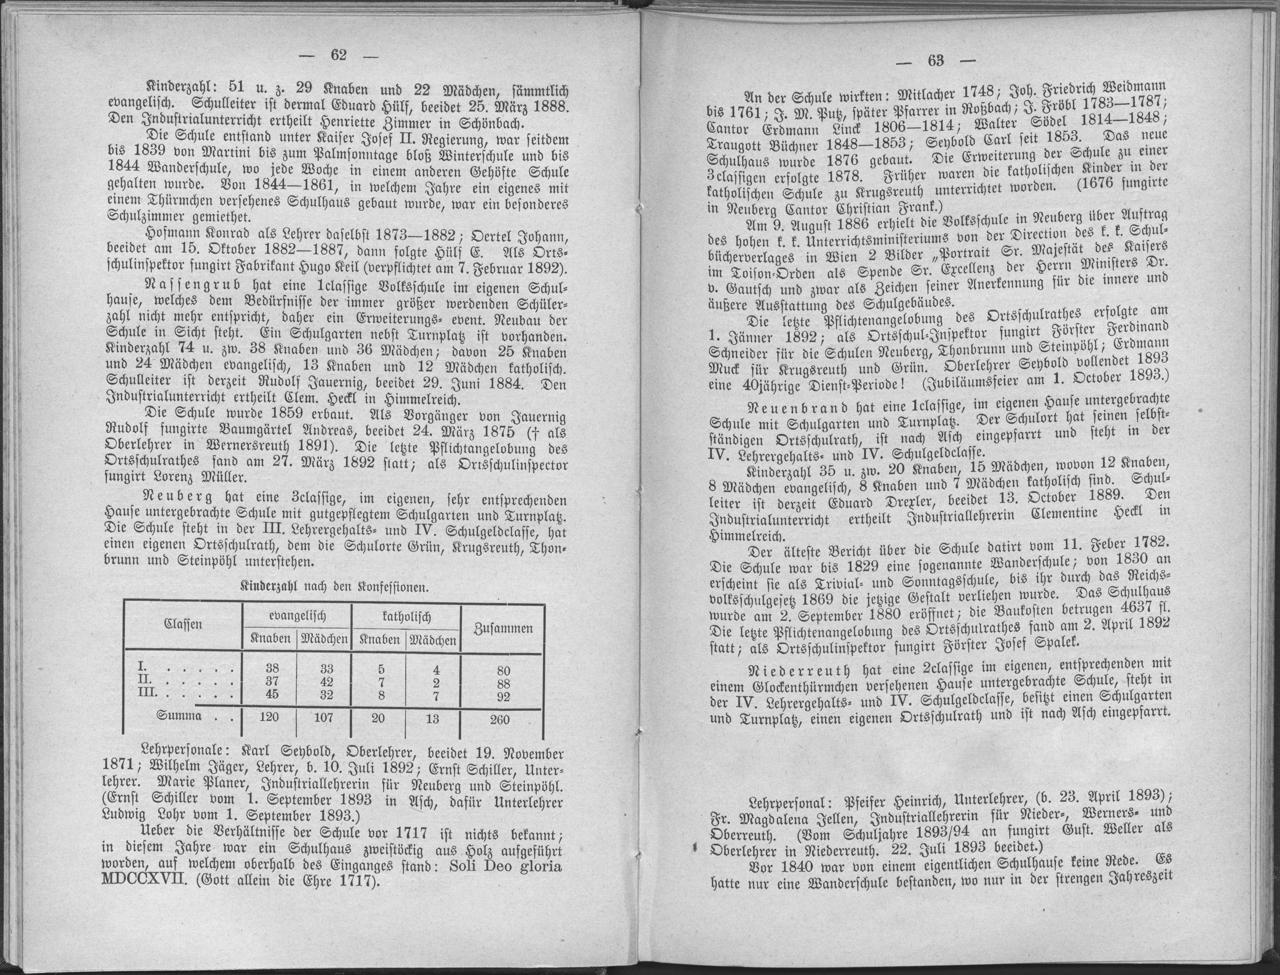 — 62 —
Kinderzahl: 51 u. z. 29 Knaben und 22 Mädchen, sämmtlich
evangelisch. Schulleiter ist dermal Eduard Hülf, beeidet 25. März 1888.
Den Industrialunterricht ertheilt Henriette Zimmer in Schönbach.
Die Schule entstand unter Kaiser Josef II. Regierung, war seitdem
bis 1839 von Martini bis zum Palmsonntage bloß Winterschule und bis
1844 Wanderschule, wo jede Woche in einem anderen Gehöfte Schule
gehalten wurde. Von 1844—1861, in welchem Jahre ein eigenes mit
einem Thürmchen versehenes Schulhaus gebaut wurde, war ein besonderes
Schulzimmer gemiethet.
Hofmann Konrad als Lehrer daselbst 1873—1882; Oertel Johann,
beeidet am 15. Oktober 1882—1887, dann folgte Hülf E. Als Orts-
schulinspektor fungirt Fabrikant Hugo Keil (verpflichtet am 7. Februar 1892).
Nassengrub hat eine 1classige Volksschule im eigenen Schul-
hause, welches dem Bedürfnisse der immer größer werdenden Schüler-
zahl nicht mehr entspricht, daher ein Erweiterungs- event. Neubau der
Schule in Sicht steht. Ein Schulgarten nebst Turnplatz ist vorhanden.
Kinderzahl 74 u. zw. 38 Knaben und 36 Mädchen; davon 25 Knaben
und 24 Mädchen evangelisch, 13 Knaben und 12 Mädchen katholisch.
Schulleiter ist derzeit Rudolf Jauernig, beeidet 29. Juni 1884. Den
Industrialunterricht ertheilt Clem. Heckl in Himmelreich.
Die Schule wurde 1859 erbaut. Als Vorgänger von Jauernig
Rudolf fungirte Baumgärtel Andreas, beeidet 24. März 1875 († als
Oberlehrer in Wernersreuth 1891). Die letzte Pflichtangelobung des
Ortsschulrathes fand am 27. März 1892 statt; als Ortsschulinspector
fungirt Lorenz Müller.
Neuberg hat eine 3classige, im eigenen, sehr entsprechenden
Hause untergebrachte Schule mit gutgepflegtem Schulgarten und Turnplatz.
Die Schule steht in der III. Lehrergehalts- und IV. Schulgeldclasse, hat
einen eigenen Ortsschulrath, dem die Schulorte Grün, Krugsreuth, Thon-
brunn und Steinpöhl unterstehen.
Kinderzahl nach den Konfessionen.
Classen evangelisch katholisch Zusammen
Knaben Mädchen Knaben Mädchen
I. . . . . . 38 33 5 4 80
II. . . . . . 37 42 7 2 88
III. . . . . . 45 32 8 7 92
Summa . . 120 107 20 13 260
Lehrpersonale: Karl Seybold, Oberlehrer, beeidet 19. November
1871; Wilhelm Jäger, Lehrer, b. 10. Juli 1892; Ernst Schiller, Unter-
lehrer. Marie Planer, Industriallehrerin für Neuberg und Steinpöhl.
(Ernst Schiller vom 1. September 1893 in Asch, dafür Unterlehrer
Ludwig Lohr vom 1. September 1893.)
Ueber die Verhältnisse der Schule vor 1717 ist nichts bekannt;
in diesem Jahre war ein Schulhaus zweistöckig aus Holz aufgeführt
worden, auf welchem oberhalb des Einganges stand: Soli Deo gloria
MDCCXVII. (Gott allein die Ehre 1717).
— 63 —
An der Schule wirkten: Mitlacher 1748; Joh. Friedrich Weidmann
bis 1761; J. M. Putz, später Pfarrer in Roßbach; J. Fröbl 1783—1787;
Cantor Erdmann Linck 1806—1814; Walter Södel 1814—1848;
Traugott Büchner 1848—1853; Seybold Carl seit 1853. Das neue
Schulhaus wurde 1876 gebaut. Die Erweiterung der Schule zu einer
3classigen erfolgte 1878. Früher waren die katholischen Kinder in der
katholischen Schule zu Krugsreuth unterrichtet worden. (1676 fungirte
in Neuberg Cantor Christian Frank.)
Am 9. August 1886 erhielt die Volksschule in Neuberg über Auftrag
des hohen k. k. Unterrichtsministeriums von der Direction des k. k. Schul-
bücherverlages in Wien 2 Bilder „Portrait Sr. Majestät des Kaisers
im Toison-Orden als Spende Sr. Excellenz der Herrn Ministers Dr.
v. Gautsch und zwar als Zeichen seiner Anerkennung für die innere und
äußere Ausstattung des Schulgebäudes.
Die letzte Pflichtenangelobung des Ortsschulrathes erfolgte am
1. Jänner 1892; als Ortsschul-Inspektor fungirt Förster Ferdinand
Schneider für die Schulen Neuberg, Thonbrunn und Steinpöhl; Erdmann
Muck für Krugsreuth und Grün. Oberlehrer Seybold vollendet 1893
eine 40jährige Dienst-Periode! (Jubiläumsfeier am 1. October 1893.)
Neuenbrand hat eine 1classige, im eigenen Hause untergebrachte
Schule mit Schulgarten und Turnplatz. Der Schulort hat seinen selbst-
ständigen Ortsschulrath, ist nach Asch eingepfarrt und steht in der
IV. Lehrergehalts- und IV. Schulgeldclasse.
Kinderzahl 35 u. zw. 20 Knaben, 15 Mädchen, wovon 12 Knaben,
8 Mädchen evangelisch, 8 Knaben und 7 Mädchen katholisch sind. Schul-
leiter ist derzeit Eduard Drexler, beeidet 13. October 1889. Den
Industrialunterricht ertheilt Industriallehrerin Clementine Heckl in
Himmelreich.
Der älteste Bericht über die Schule datirt vom 11. Feber 1782.
Die Schule war bis 1829 eine sogenannte Wanderschule; von 1830 an
erscheint sie als Trivial- und Sonntagsschule, bis ihr durch das Reichs-
volksschulgesetz 1869 die jetzige Gestalt verliehen wurde. Das Schulhaus
wurde am 2. September 1880 eröffnet; die Baukosten betrugen 4637 fl.
Die letzte Pflichtenangelobung des Ortsschulrathes fand am 2. April 1892
statt; als Ortsschulinspektor fungirt Förster Josef Spalek.
Niederreuth hat eine 2classige im eigenen, entsprechenden mit
einem Glockenthürmchen versehenen Hause untergebrachte Schule, steht in
der IV. Lehrergehalts- und IV. Schulgeldclasse, besitzt einen Schulgarten
und Turnplatz, einen eigenen Ortsschulrath und ist nach Asch eingepfarrt.
Lehrpersonal: Pfeifer Heinrich, Unterlehrer, (b. 23. April 1893);
Fr. Magdalena Jellen, Industriallehrerin für Nieder-, Werners- und
Oberreuth. (Vom Schuljahre 1893/94 an fungirt Gust. Weller als
Oberlehrer in Niederreuth. 22. Juli 1893 beeidet.)
Vor 1840 war von einem eigentlichen Schulhause keine Rede. Es
hatte nur eine Wanderschule bestanden, wo nur in der strengen Jahreszeit